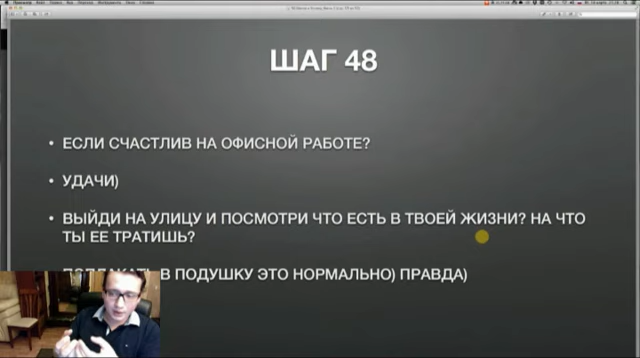 ШАГ 48
• ЕСЛИ СЧАСТЛИВ НА ОФИСНОЙ РАБОТЕ?
• УДАЧИ)
• ВЫЙДИ НА УЛИЦУ И ПОСМОТРИ ЧТО ЕСТЬ В ТВОЕЙ ЖИЗНИ? НА ЧТО
ТЫ ЕЕ ТРАТИШЬ?
В ПОДУШКУ ЭТО НОРМАЛЬНО) ПРАВДА)